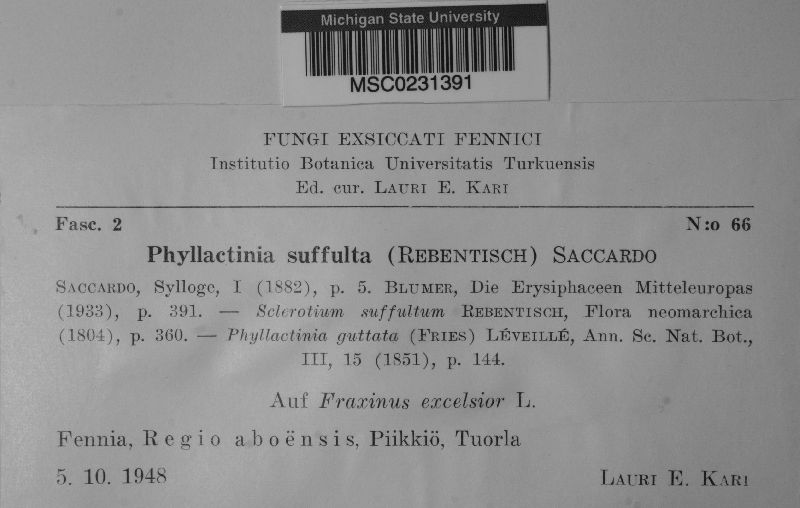 Michigan State University
MSC0231391
FUNGI EXSICCATI FENNICI
Institutio Botanica Universitatis Turkuensis
Ed. cur. LAURI E. KARI
Fasc. 2 N:o 66
Phyllactinia suffulta (REBENTISCH) SACCARDO
SACCARDO, Sylloge, I (1882), p. 5. BLUMER, Die Erysiphaceen Mitteleuropas
(1933), p. 391. — Sclerotium suffultum REBENTISCH, Flora neomarchica
(1804), p. 360. — Phyllactinia guttata (FRIES) LÉVEILLÉ, Ann. Sc. Nat. Bot.,
III, 15 (1851), p. 144.
Auf Fraxinus excelsior L.
Fennia, Regio aboënsis, Piikkiö, Tuorla
5. 10. 1948 LAURI E. KARI